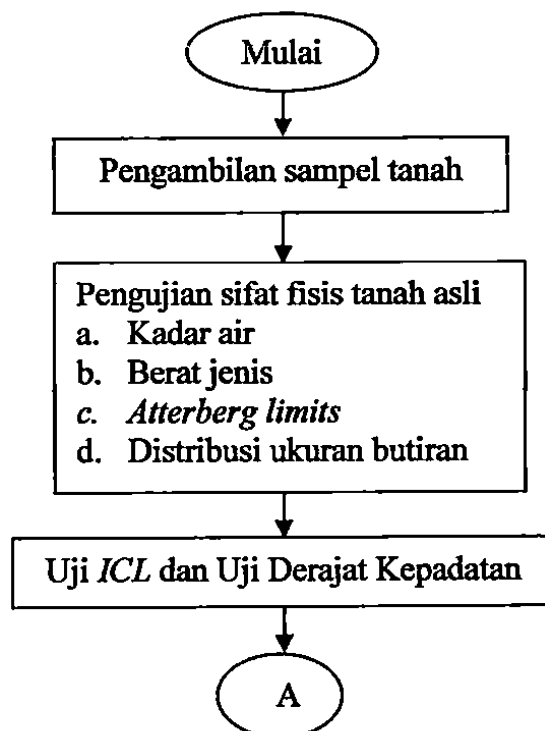 Mulai
Pengambilan sampel tanah
Pengujian sifat fisis tanah asli
a. Kadar air
b. Berat jenis
c. Atterberg limits
d. Distribusi ukuran butiran
Uji ICL dan Uji Derajat Kepadatan
A